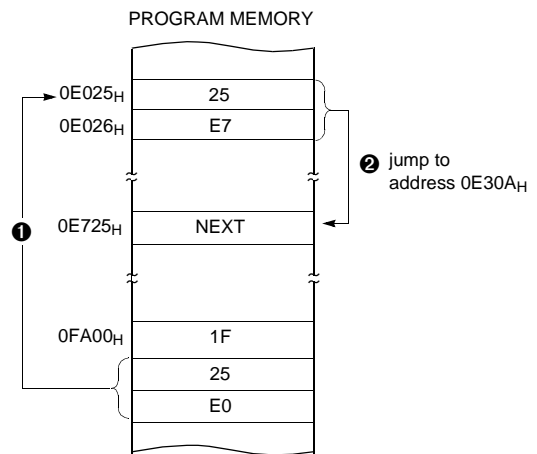 PROGRAM MEMORY
0E025H 25
0E026H E7
❷ jump to
address 0E30AH
❶ 0E725H NEXT
0FA00H 1F
25
E0